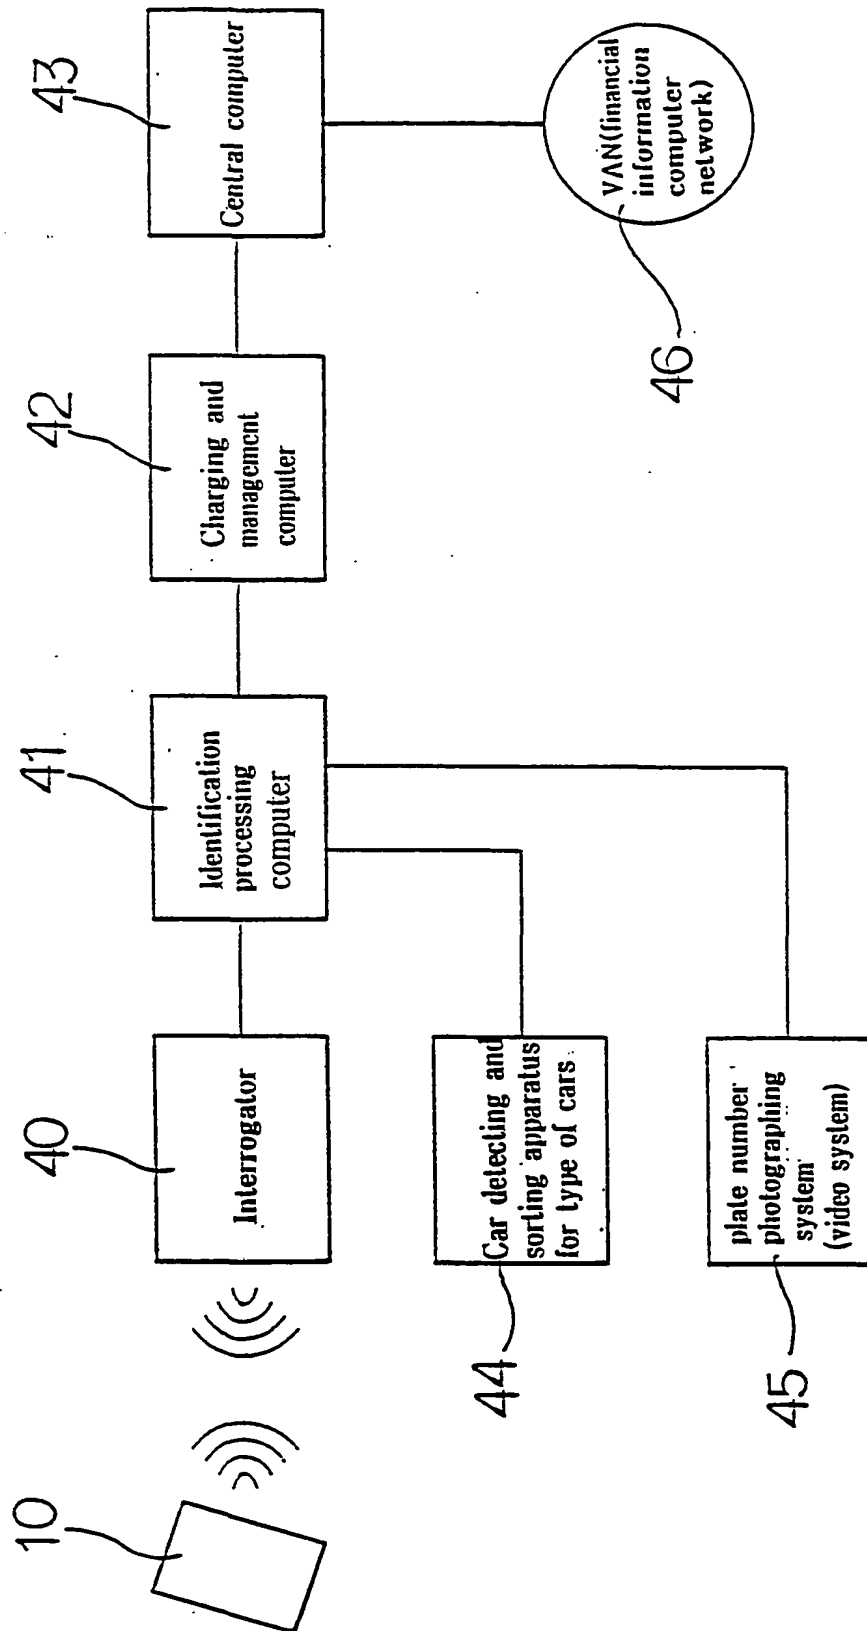 10
40
Interrogator
41
Identification
processing
computer
42
Charging and
management
computer
43
Central computer
44
Car detecting and
sorting apparatus
for type of cars
45
plate number
photographing
system
(video system)
46
VAN(financial
information
computer
network)